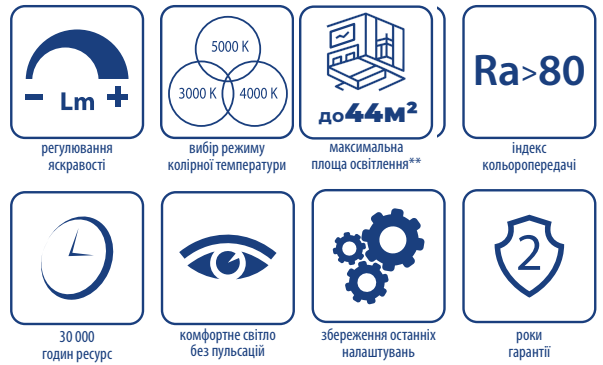 − Lm +
регулювання
яскравості
5000 K
3000 K
4000 K
вибір режиму
колірної температури
до44м²
максимальна
площа освітлення**
Ra>80
індекс
кольоропередачі
30 000
годин ресурс
комфортне світло
без пульсацій
збереження останніх
налаштувань
2
роки
гарантії